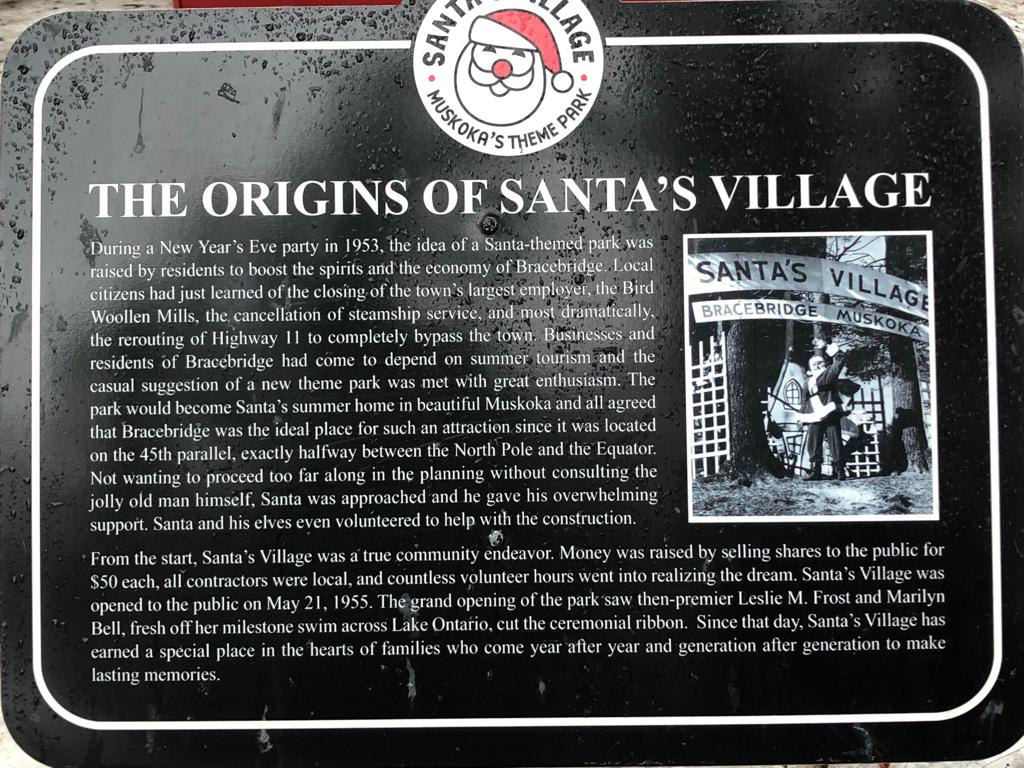 SANTA'S VILLAGE
MUSKOKA'S THEME PARK
THE ORIGINS OF SANTA'S VILLAGE
During a New Year's Eve party in 1953, the idea of a Santa-themed park was
raised by residents to boost the spirits and the economy of Bracebridge. Local
citizens had just learned of the closing of the town's largest employer, the Bird
Woollen Mills, the cancellation of steamship service, and most dramatically,
the rerouting of Highway 11 to completely bypass the town. Businesses and
residents of Bracebridge had come to depend on summer tourism and the
casual suggestion of a new theme park was met with great enthusiasm. The
park would become Santa's summer home in beautiful Muskoka and all agreed
that Bracebridge was the ideal place for such an attraction since it was located
on the 45th parallel, exactly halfway between the North Pole and the Equator.
Not wanting to proceed too far along in the planning without consulting the
jolly old man himself, Santa was approached and he gave his overwhelming
support. Santa and his elves even volunteered to help with the construction.
SANTA'S VILLAGE
BRACEBRIDGE MUSKOKA
From the start, Santa's Village was a true community endeavor. Money was raised by selling shares to the public for
$50 each, all contractors were local, and countless volunteer hours went into realizing the dream. Santa's Village was
opened to the public on May 21, 1955. The grand opening of the park saw then-premier Leslie M. Frost and Marilyn
Bell, fresh off her milestone swim across Lake Ontario, cut the ceremonial ribbon. Since that day, Santa's Village has
earned a special place in the hearts of families who come year after year and generation after generation to make
lasting memories.